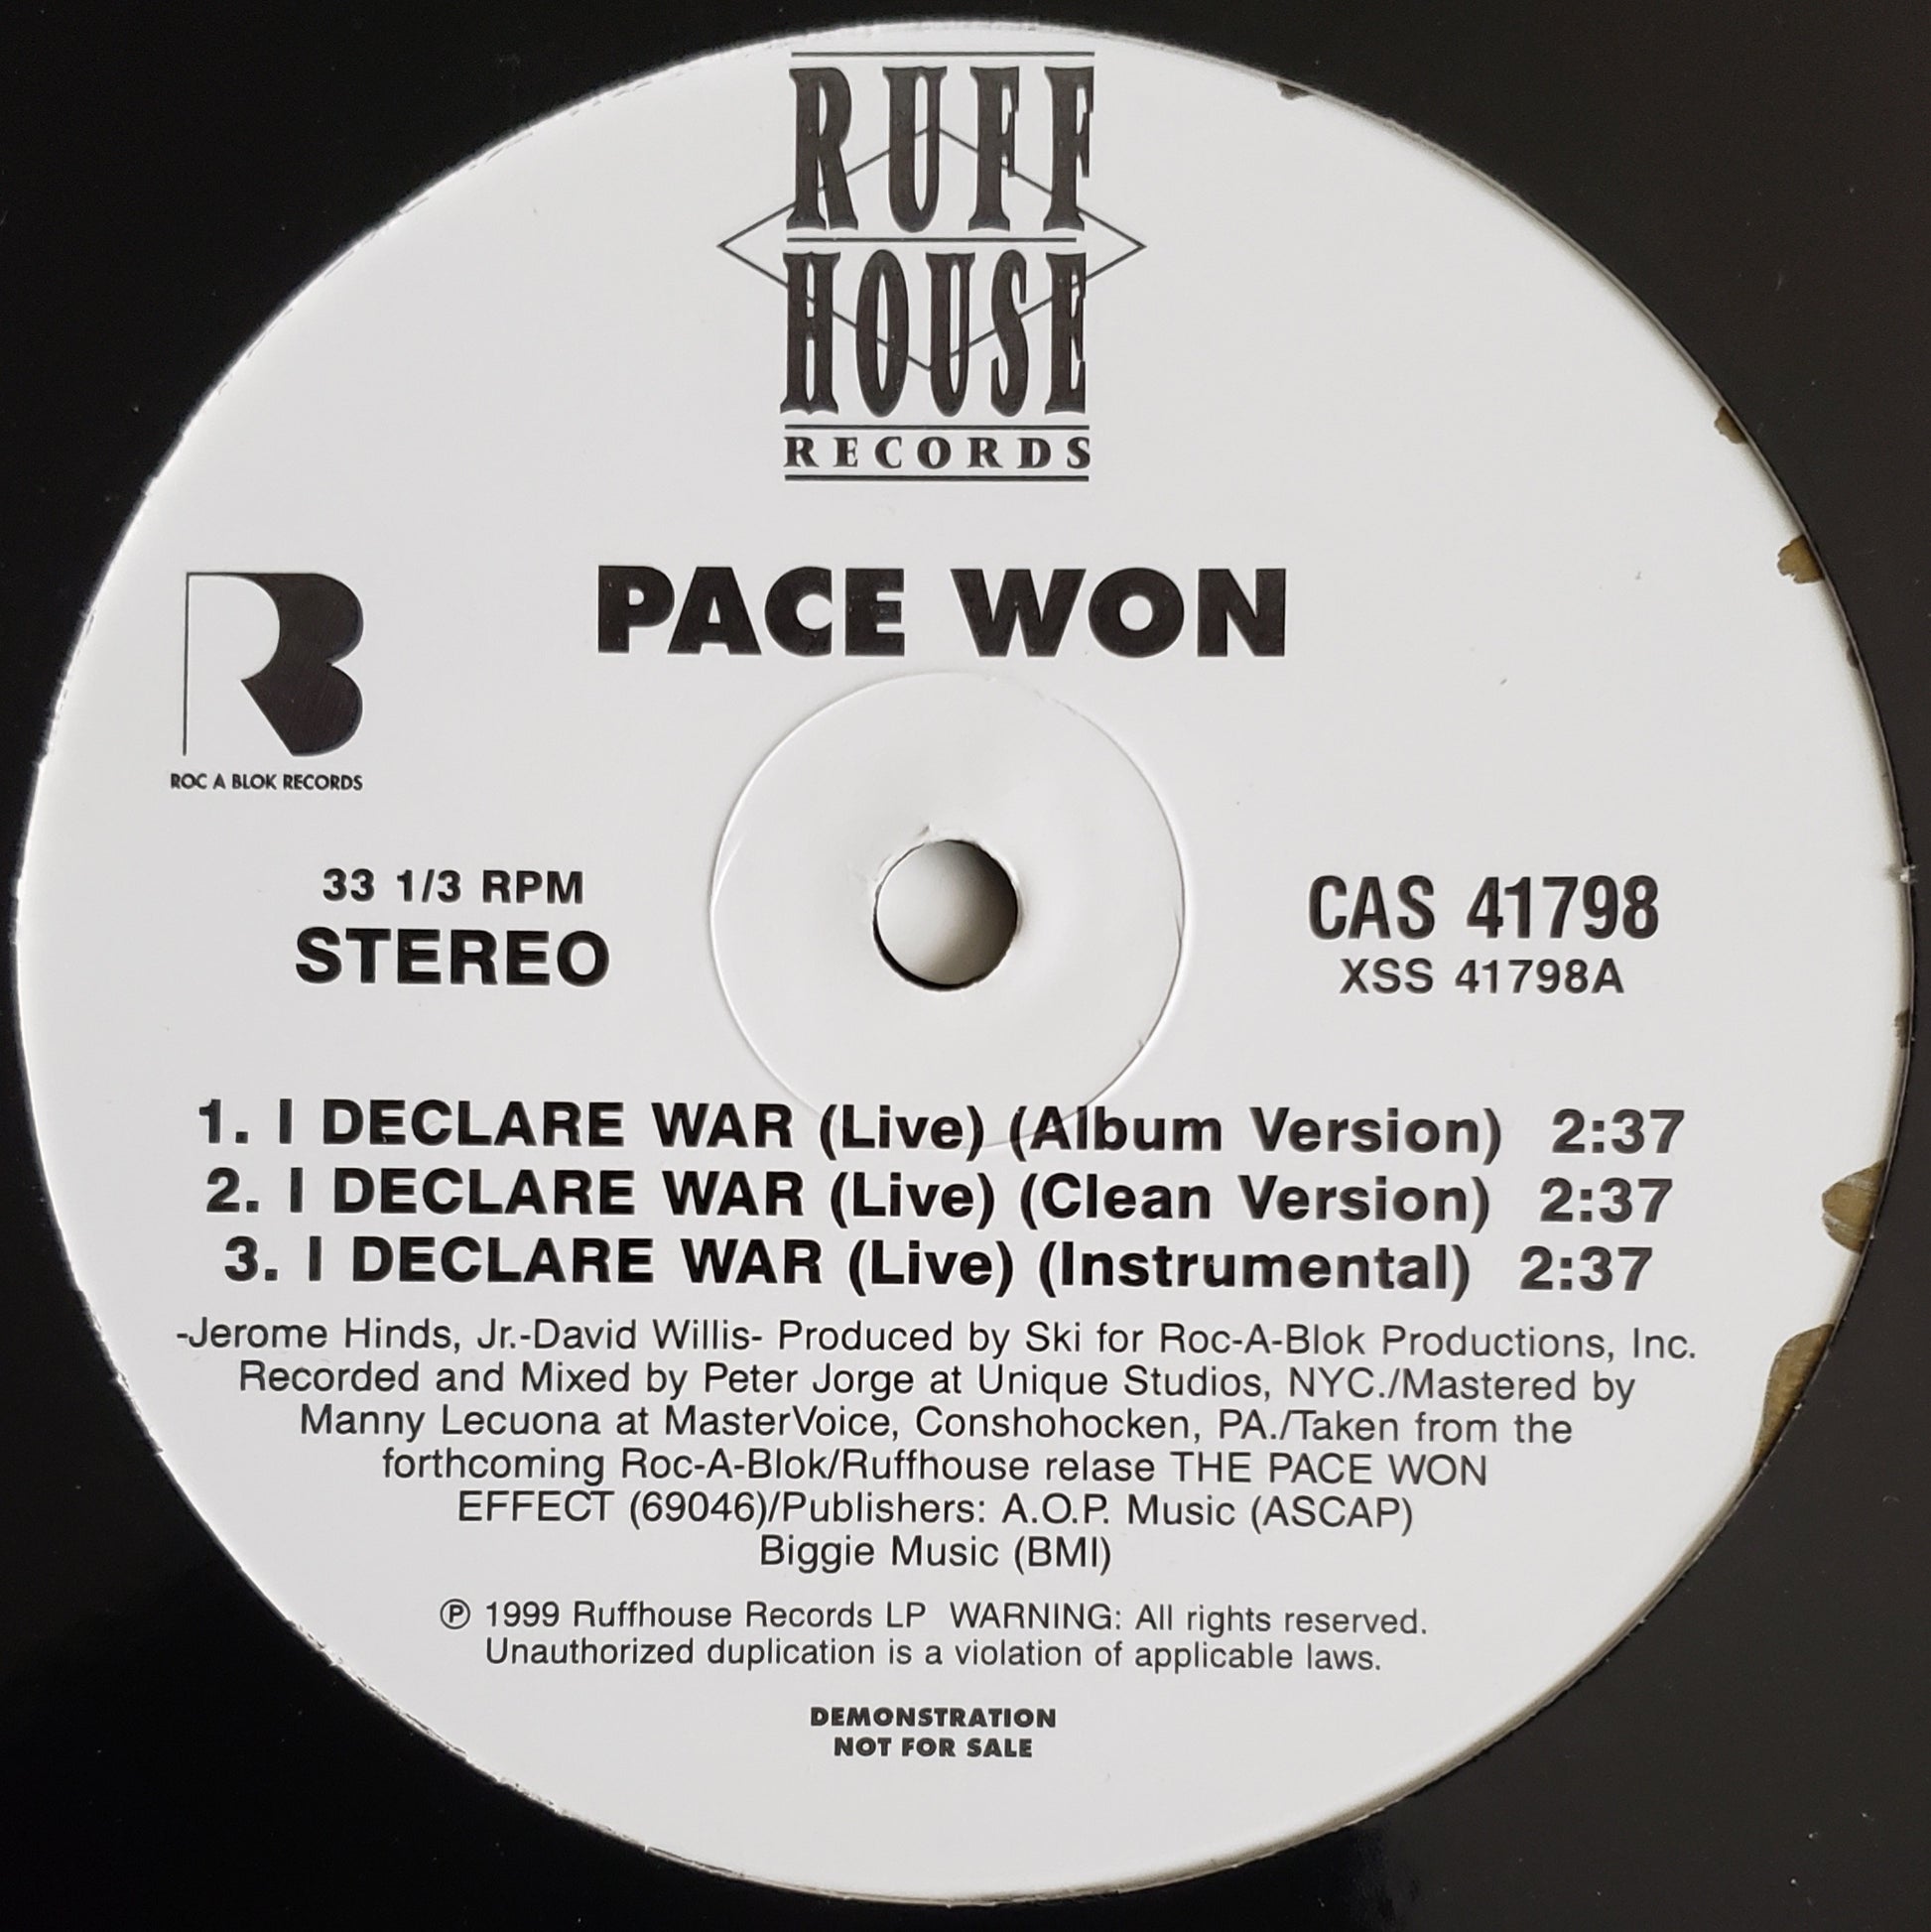 RUFF
HOUSE
RECORDS
PACE WON
RB
ROC A BLOK RECORDS
33 1/3 RPM
STEREO
CAS 41798
XSS 41798A
1. I DECLARE WAR (Live) (Album Version) 2:37
2. I DECLARE WAR (Live) (Clean Version) 2:37
3. I DECLARE WAR (Live) (Instrumental) 2:37
-Jerome Hinds, Jr.-David Willis- Produced by Ski for Roc-A-Blok Productions, Inc.
Recorded and Mixed by Peter Jorge at Unique Studios, NYC./Mastered by
Manny Lecuona at MasterVoice, Conshohocken, PA./Taken from the
forthcoming Roc-A-Blok/Ruffhouse relase THE PACE WON
EFFECT (69046)/Publishers: A.O.P. Music (ASCAP)
Biggie Music (BMI)
℗ 1999 Ruffhouse Records LP WARNING: All rights reserved.
Unauthorized duplication is a violation of applicable laws.
DEMONSTRATION
NOT FOR SALE